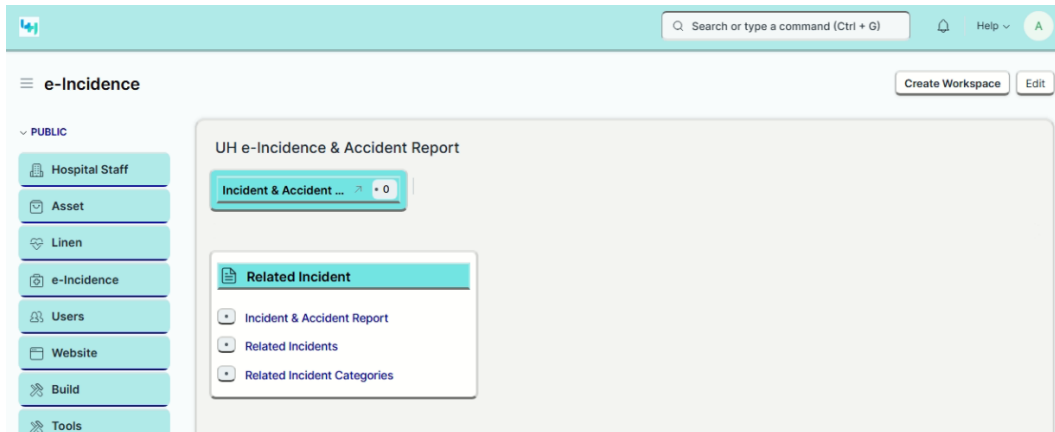 UH
Search or type a command (Ctrl + G)
Help
A
e-Incidence
Create Workspace
Edit
PUBLIC
Hospital Staff
Asset
Linen
e-Incidence
Users
Website
Build
Tools
UH e-Incidence & Accident Report
Incident & Accident ...
0
Related Incident
Incident & Accident Report
Related Incidents
Related Incident Categories